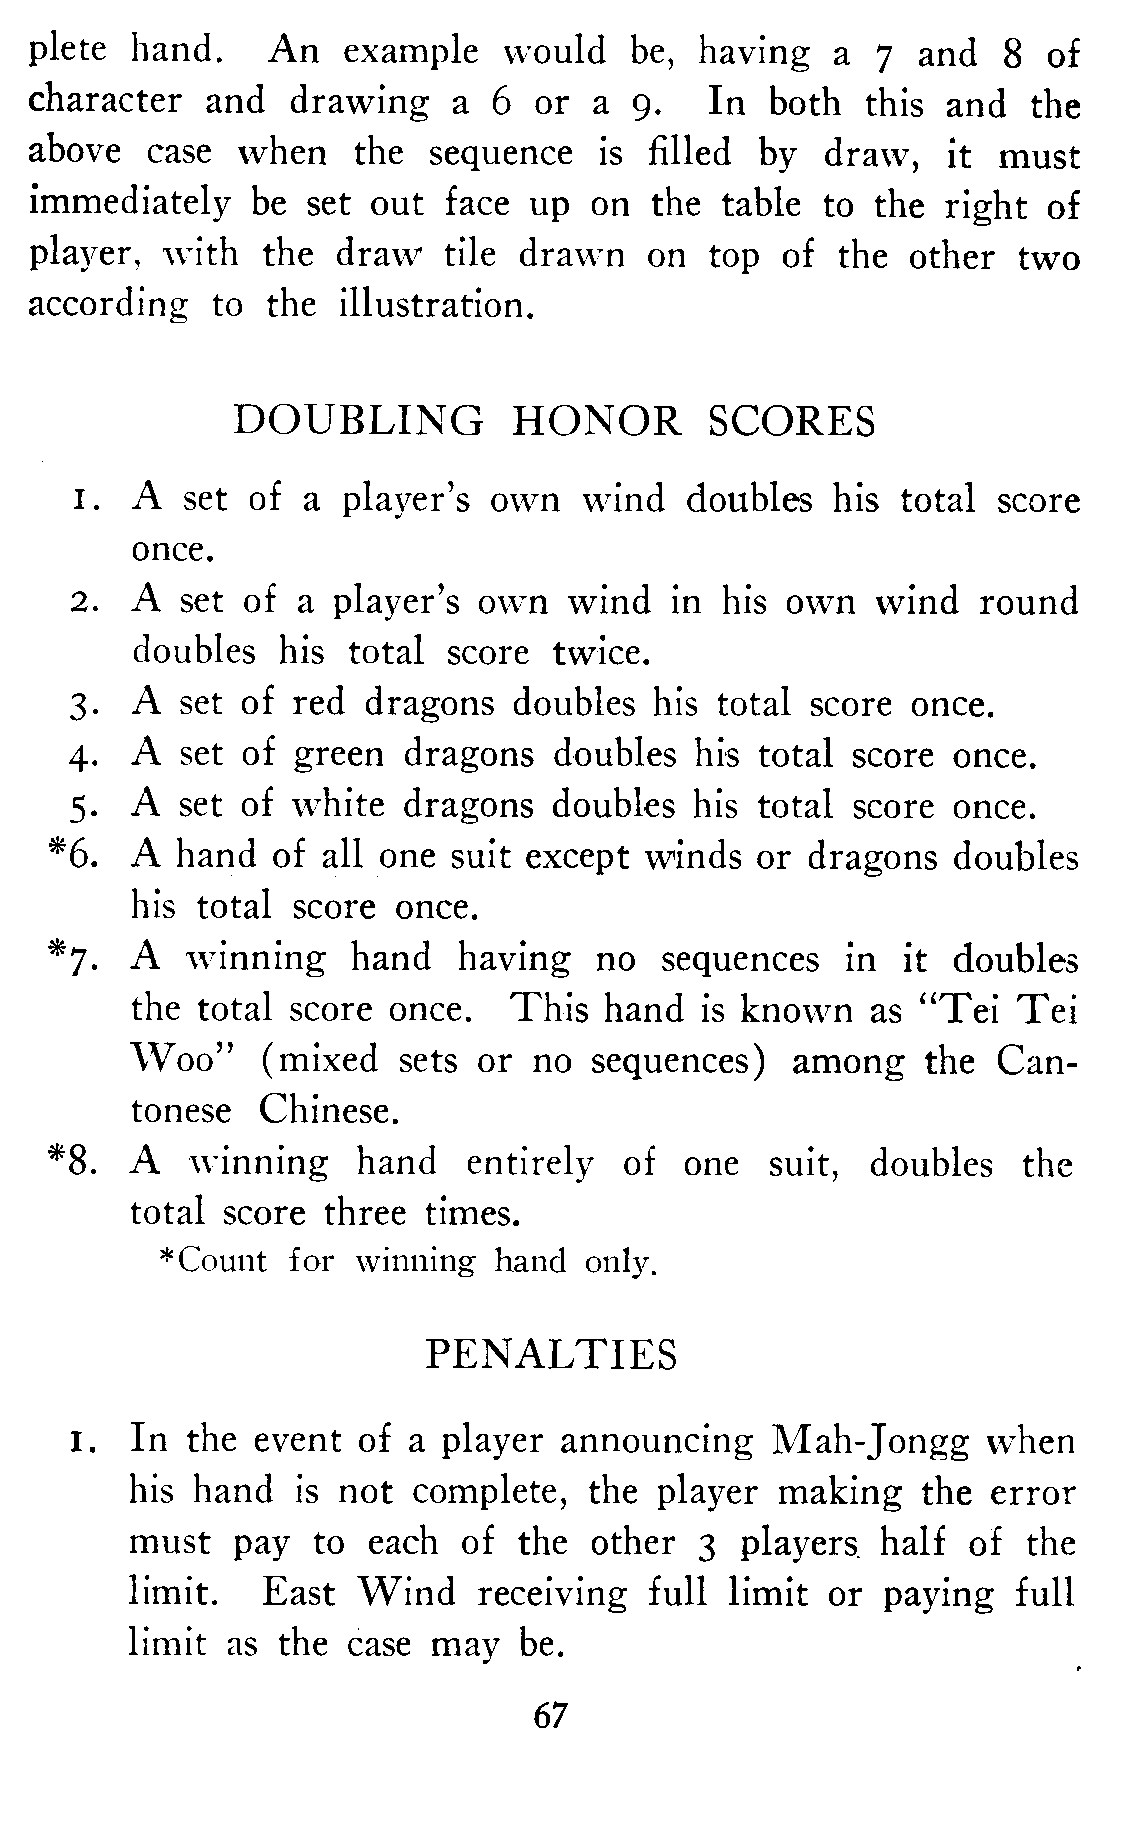 plete hand. An example would be, having a 7 and 8 of
character and drawing a 6 or a 9. In both this and the
above case when the sequence is filled by draw, it must
immediately be set out face up on the table to the right of
player, with the draw tile drawn on top of the other two
according to the illustration.
DOUBLING HONOR SCORES
1. A set of a player's own wind doubles his total score
once.
2. A set of a player's own wind in his own wind round
doubles his total score twice.
3. A set of red dragons doubles his total score once.
4. A set of green dragons doubles his total score once.
5. A set of white dragons doubles his total score once.
*6. A hand of all one suit except winds or dragons doubles
his total score once.
*7. A winning hand having no sequences in it doubles
the total score once. This hand is known as "Tei Tei
Woo" (mixed sets or no sequences) among the Can-
tonese Chinese.
*8. A winning hand entirely of one suit, doubles the
total score three times.
*Count for winning hand only.
PENALTIES
1. In the event of a player announcing Mah-Jongg when
his hand is not complete, the player making the error
must pay to each of the other 3 players. half of the
limit. East Wind receiving full limit or paying full
limit as the case may be.
67